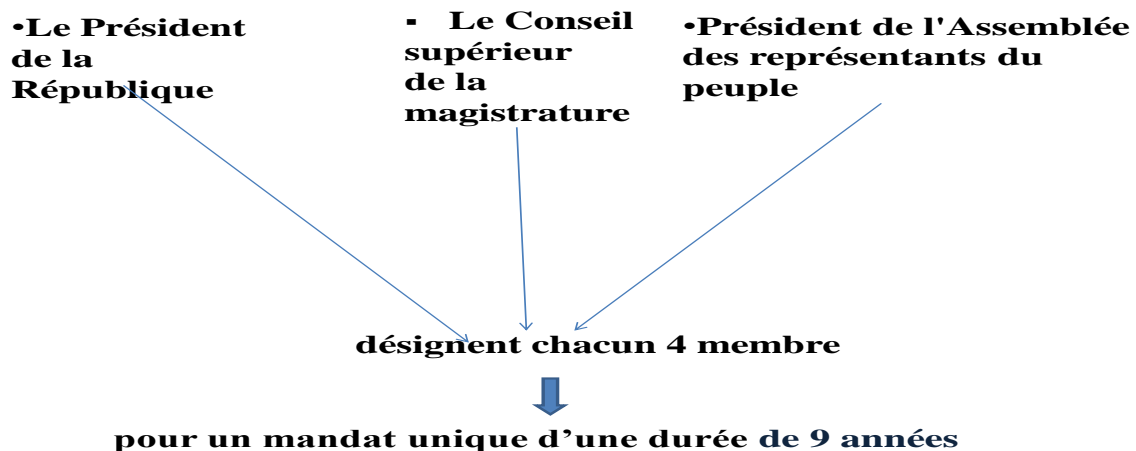 •Le Président
de la
République
▪ Le Conseil
supérieur
de la
magistrature
•Président de l'Assemblée
des représentants du
peuple
désignent chacun 4 membre
pour un mandat unique d’une durée de 9 années